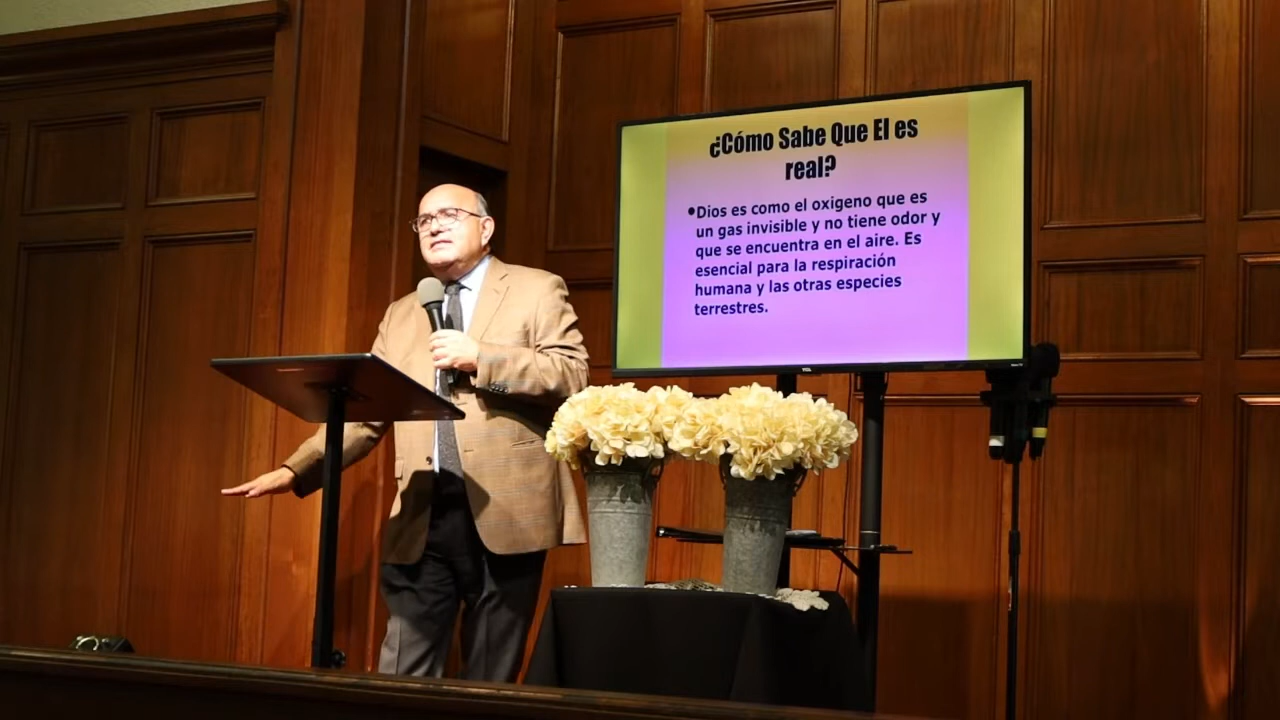 ¿Cómo Sabe Que El es
real?
•Dios es como el oxigeno que es
un gas invisible y no tiene odor y
que se encuentra en el aire. Es
esencial para la respiración
humana y las otras especies
terrestres.
TCL